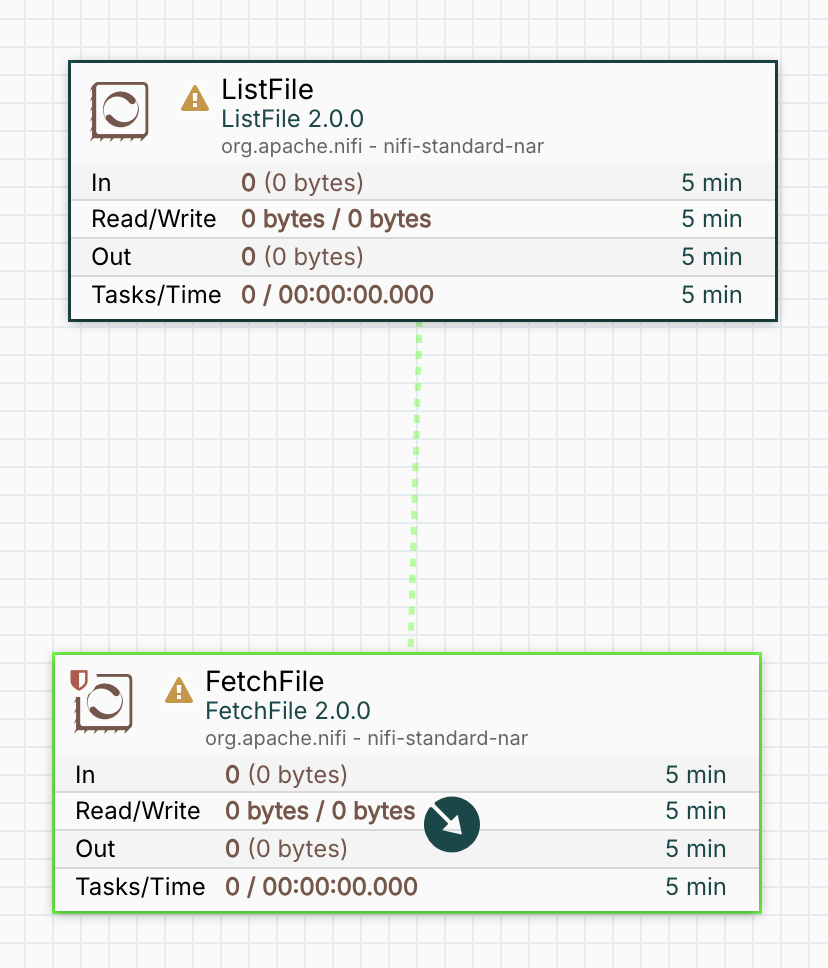 ListFile
ListFile 2.0.0
org.apache.nifi - nifi-standard-nar
In 0 (0 bytes) 5 min
Read/Write 0 bytes / 0 bytes 5 min
Out 0 (0 bytes) 5 min
Tasks/Time 0 / 00:00:00.000 5 min
FetchFile
FetchFile 2.0.0
org.apache.nifi - nifi-standard-nar
In 0 (0 bytes) 5 min
Read/Write 0 bytes / 0 bytes 5 min
Out 0 (0 bytes) 5 min
Tasks/Time 0 / 00:00:00.000 5 min